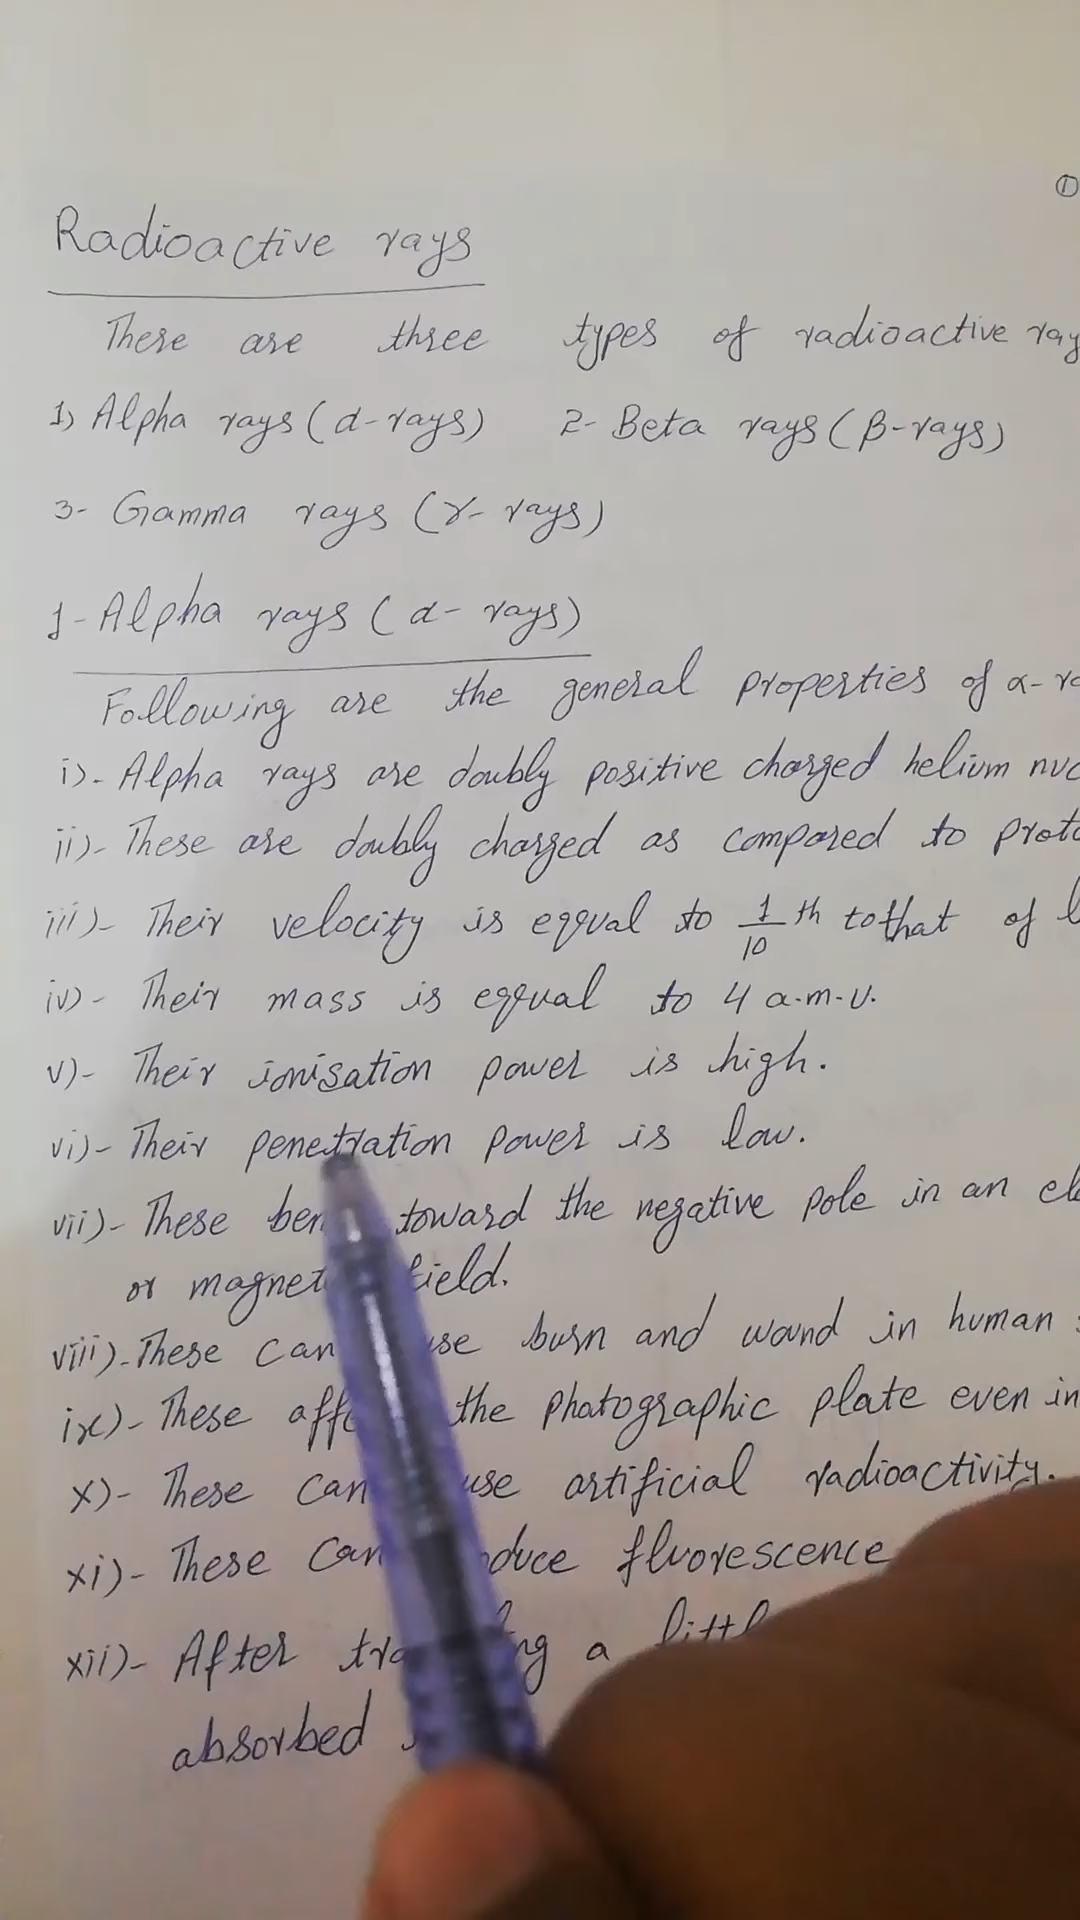 ①
Radioactive rays
There are three types of radioactive
1) Alpha rays (α-rays) 2- Beta rays (β-rays)
3- Gamma rays (γ- rays)
1- Alpha rays (α- rays)
Following are the general properties of α-
i)- Alpha rays are doubly positive charged helium
ii)- These are doubly charged as compared to
iii)- Their velocity is equal to 1/10 th to that of
iv)- Their mass is equal to 4 a.m.u.
v)- Their ionisation power is high.
vi)- Their penetration power is low.
vii)- These toward the negative pole in an
or field.
viii)- These can burn and wound in human
ix)- These the photographic plate even in
x)- These can artificial radioactivity.
xi)- These can fluorescence
xii)- After a
absorbed